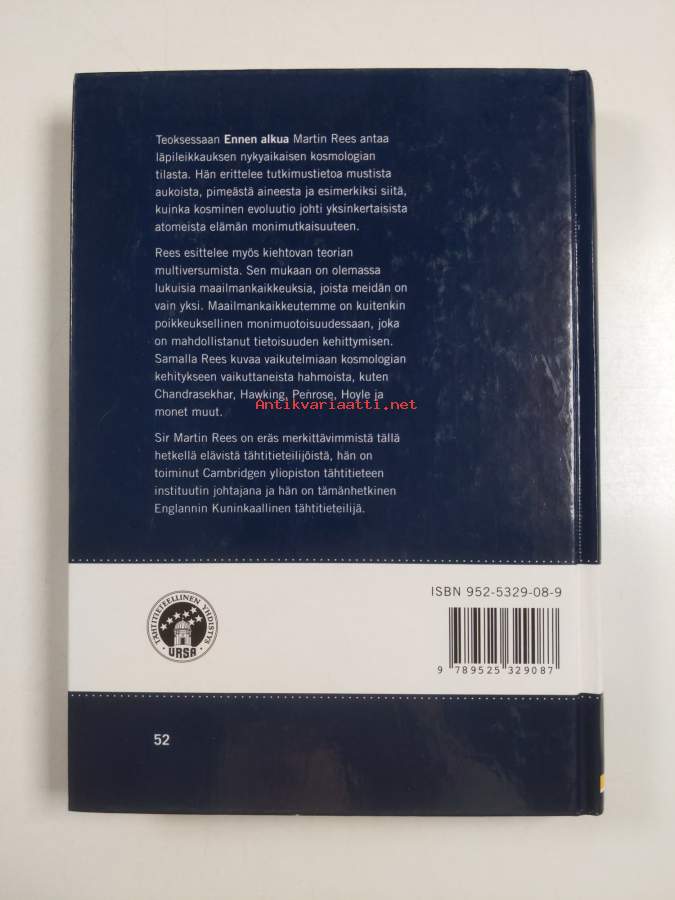 Teoksessaan Ennen alkua Martin Rees antaa
läpileikkauksen nykyaikaisen kosmologian
tilasta. Hän erittelee tutkimustietoa mustista
aukoista, pimeästä aineesta ja esimerkiksi siitä,
kuinka kosminen evoluutio johti yksinkertaisista
atomeista elämän monimutkaisuuteen.
Rees esittelee myös kiehtovan teorian
multiversumista. Sen mukaan on olemassa
lukuisia maailmankaikkeuksia, joista meidän on
vain yksi. Maailmankaikkeutemme on kuitenkin
poikkeuksellinen monimuotoisuudessaan, joka
on mahdollistanut tietoisuuden kehittymisen.
Samalla Rees kuvaa vaikutelmiaan kosmologian
kehitykseen vaikuttaneista hahmoista, kuten
Chandrasekhar, Hawking, Penrose, Hoyle ja
Antikvariaatti.net
monet muut.
Sir Martin Rees on eräs merkittävimmistä tällä
hetkellä elävistä tähtitieteilijöistä, hän on
toiminut Cambridgen yliopiston tähtitieteen
instituutin johtajana ja hän on tämänhetkinen
Englannin Kuninkaallinen tähtitieteilijä.
ISBN 952-5329-08-9
TÄHTITIETEELLINEN YHDISTYS
URSA
9 789525 329087
52